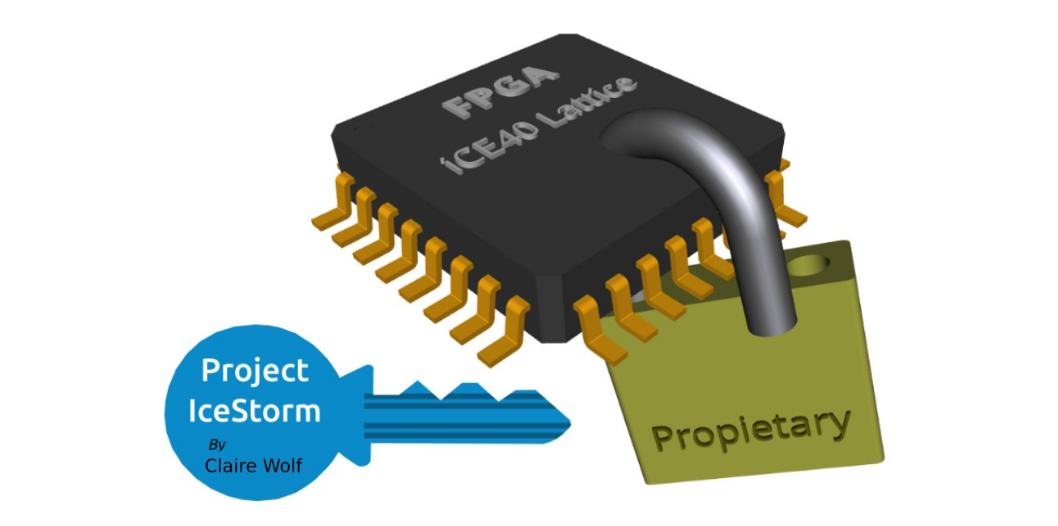 FPGA
iCE40 Lattice
Project
IceStorm
By
Claire Wolf
Propietary